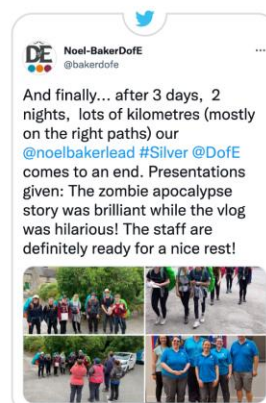 DE
Noel-BakerDofE
@bakerdofe
...
And finally... after 3 days, 2
nights, lots of kilometres (mostly
on the right paths) our
@noelbakerlead #Silver @DofE
comes to an end. Presentations
given: The zombie apocalypse
story was brilliant while the vlog
was hilarious! The staff are
definitely ready for a nice rest!